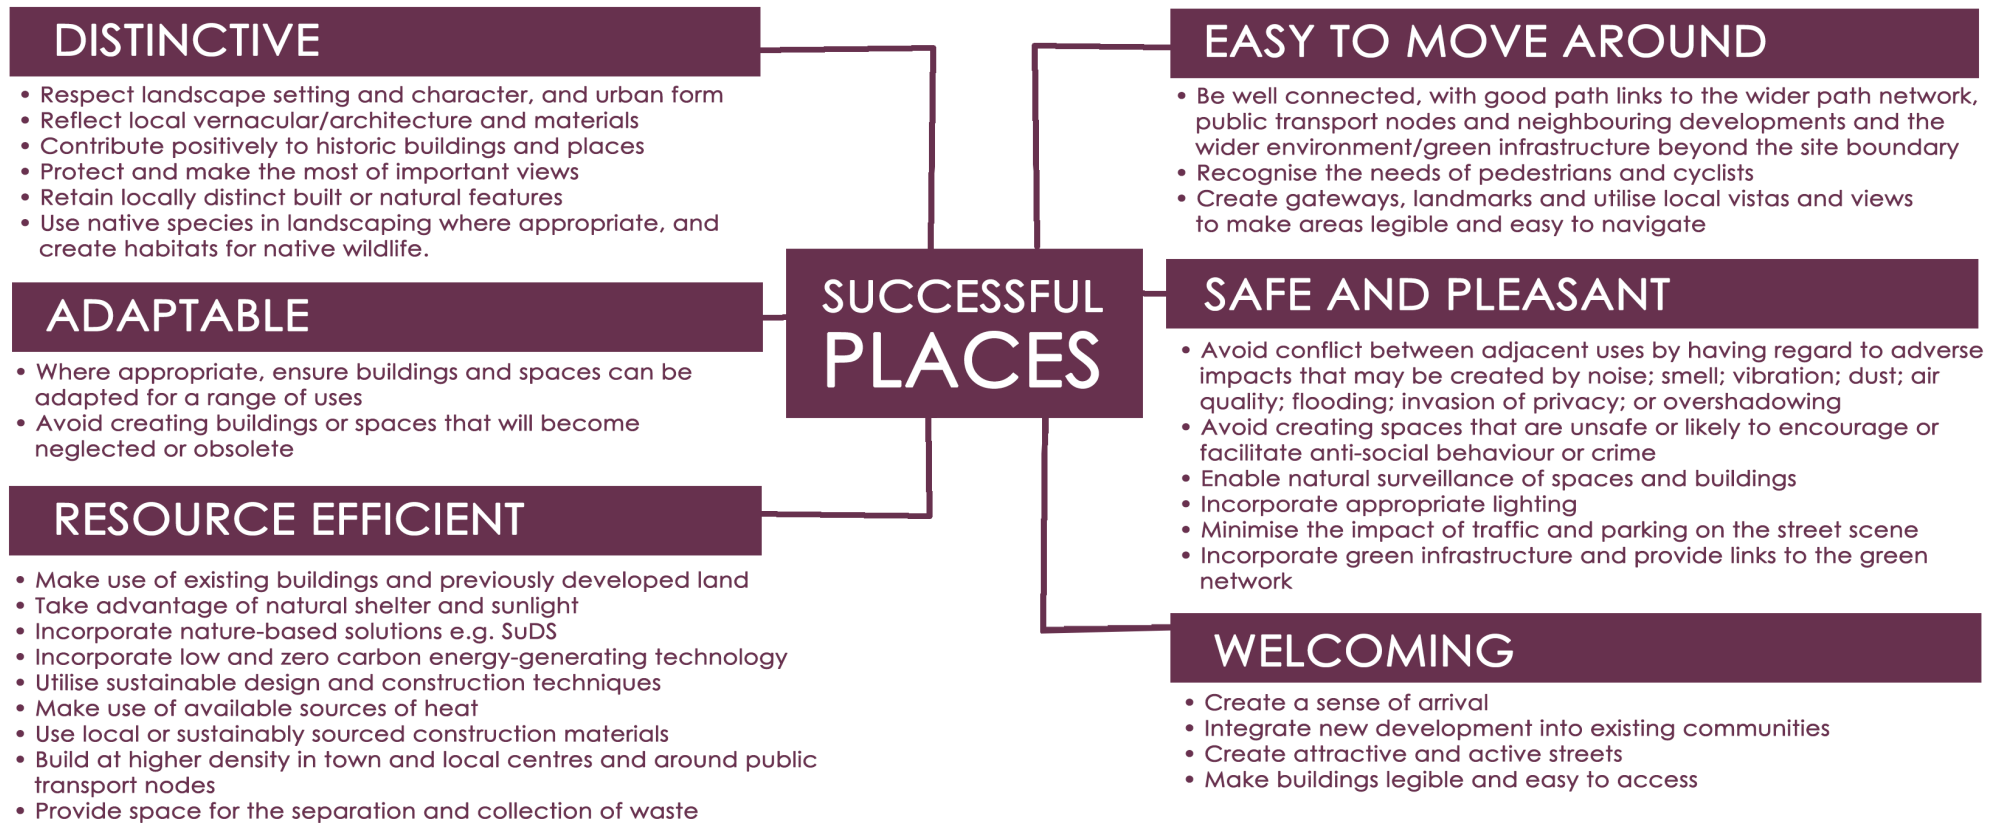 DISTINCTIVE
• Respect landscape setting and character, and urban form
• Reflect local vernacular/architecture and materials
• Contribute positively to historic buildings and places
• Protect and make the most of important views
• Retain locally distinct built or natural features
• Use native species in landscaping where appropriate, and
create habitats for native wildlife.
ADAPTABLE
• Where appropriate, ensure buildings and spaces can be
adapted for a range of uses
• Avoid creating buildings or spaces that will become
neglected or obsolete
RESOURCE EFFICIENT
• Make use of existing buildings and previously developed land
• Take advantage of natural shelter and sunlight
• Incorporate nature-based solutions e.g. SuDS
• Incorporate low and zero carbon energy-generating technology
• Utilise sustainable design and construction techniques
• Make use of available sources of heat
• Use local or sustainably sourced construction materials
• Build at higher density in town and local centres and around public
transport nodes
• Provide space for the separation and collection of waste
SUCCESSFUL
PLACES
EASY TO MOVE AROUND
• Be well connected, with good path links to the wider path network,
public transport nodes and neighbouring developments and the
wider environment/green infrastructure beyond the site boundary
• Recognise the needs of pedestrians and cyclists
• Create gateways, landmarks and utilise local vistas and views
to make areas legible and easy to navigate
SAFE AND PLEASANT
• Avoid conflict between adjacent uses by having regard to adverse
impacts that may be created by noise; smell; vibration; dust; air
quality; flooding; invasion of privacy; or overshadowing
• Avoid creating spaces that are unsafe or likely to encourage or
facilitate anti-social behaviour or crime
• Enable natural surveillance of spaces and buildings
• Incorporate appropriate lighting
• Minimise the impact of traffic and parking on the street scene
• Incorporate green infrastructure and provide links to the green
network
WELCOMING
• Create a sense of arrival
• Integrate new development into existing communities
• Create attractive and active streets
• Make buildings legible and easy to access